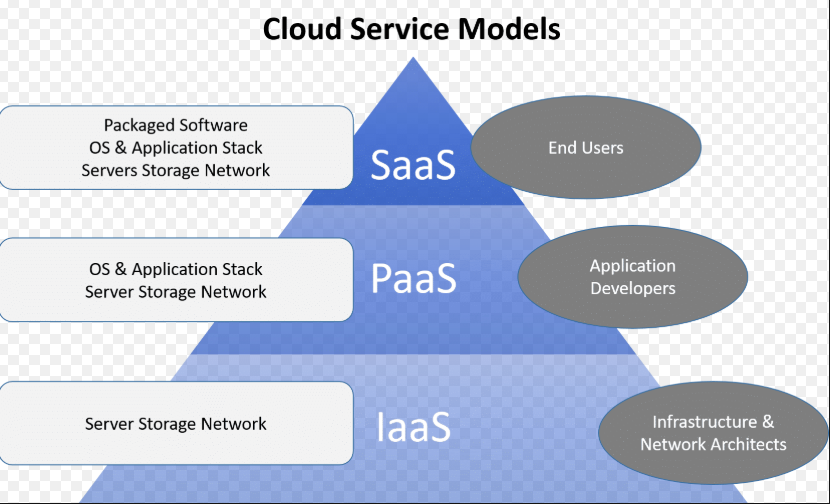 Cloud Service Models
Packaged Software
OS & Application Stack
Servers Storage Network
SaaS
End Users
OS & Application Stack
Server Storage Network
PaaS
Application
Developers
Server Storage Network
IaaS
Infrastructure &
Network Architects